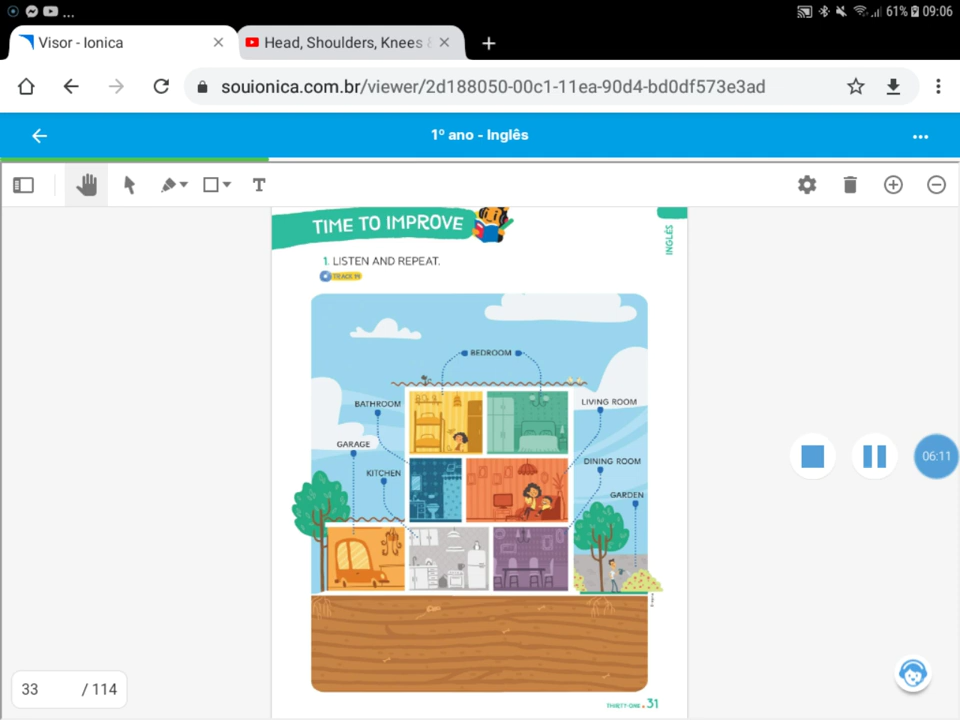 ...
61% 09:06
Visor - Ionica
Head, Shoulders, Knees &
souionica.com.br/viewer/2d188050-00c1-11ea-90d4-bd0df573e3ad
1º ano - Inglês
T
TIME TO IMPROVE
INGLÊS
1. LISTEN AND REPEAT.
BEDROOM
BATHROOM
LIVING ROOM
GARAGE
KITCHEN
DINING ROOM
GARDEN
06:11
33 / 114
THIRTY-ONE 31